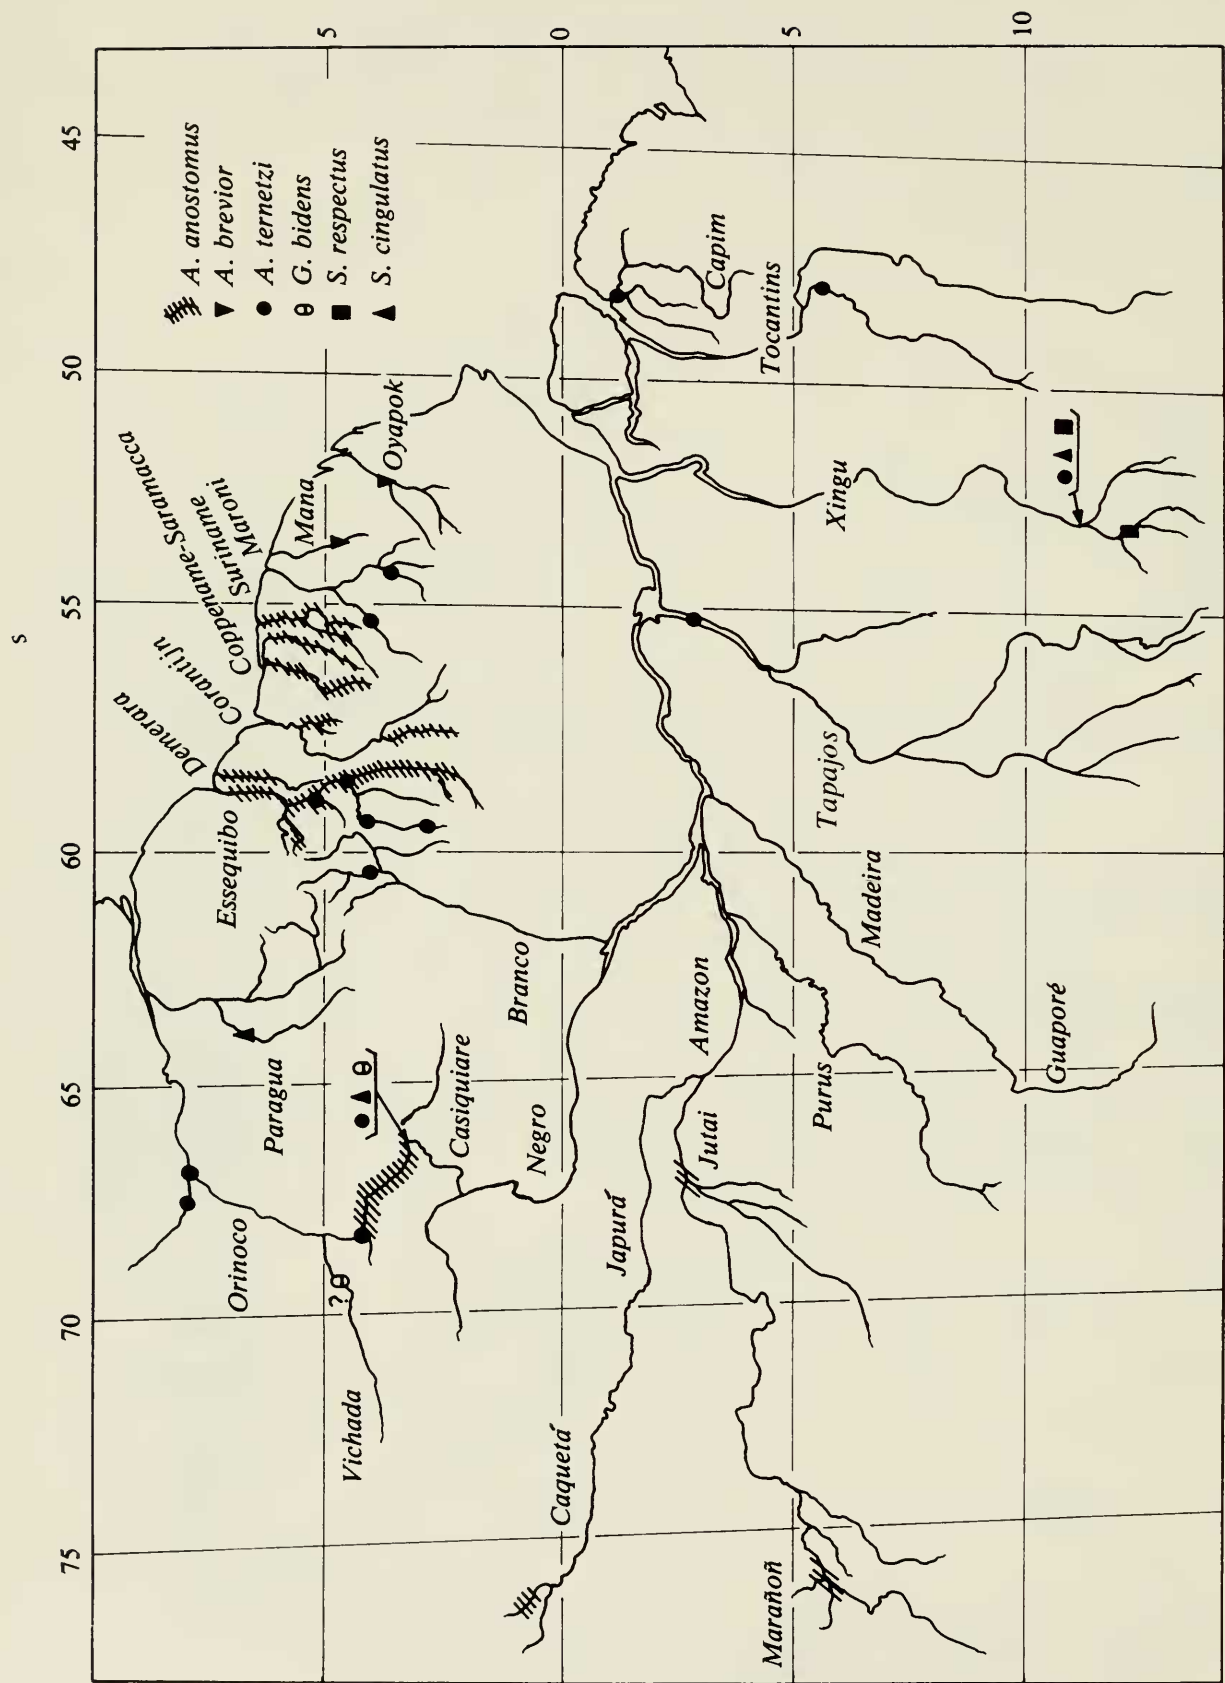 s
75
70
65
60
55
50
45
5
0
5
10
A. anostomus
A. brevior
A. ternetzi
θ G. bidens
S. respectus
S. cingulatus
Demerara
Corantijn
Coppename-Saramacca
Suriname
Maroni
Mana
Oyapok
Essequibo
Paragua
Orinoco
?θ
Vichada
θ
Casiquiare
Branco
Negro
Japurá
Caquetá
Amazon
Jutai
Marañoñ
Purus
Madeira
Guaporé
Tapajos
Xingu
Tocantins
Capim